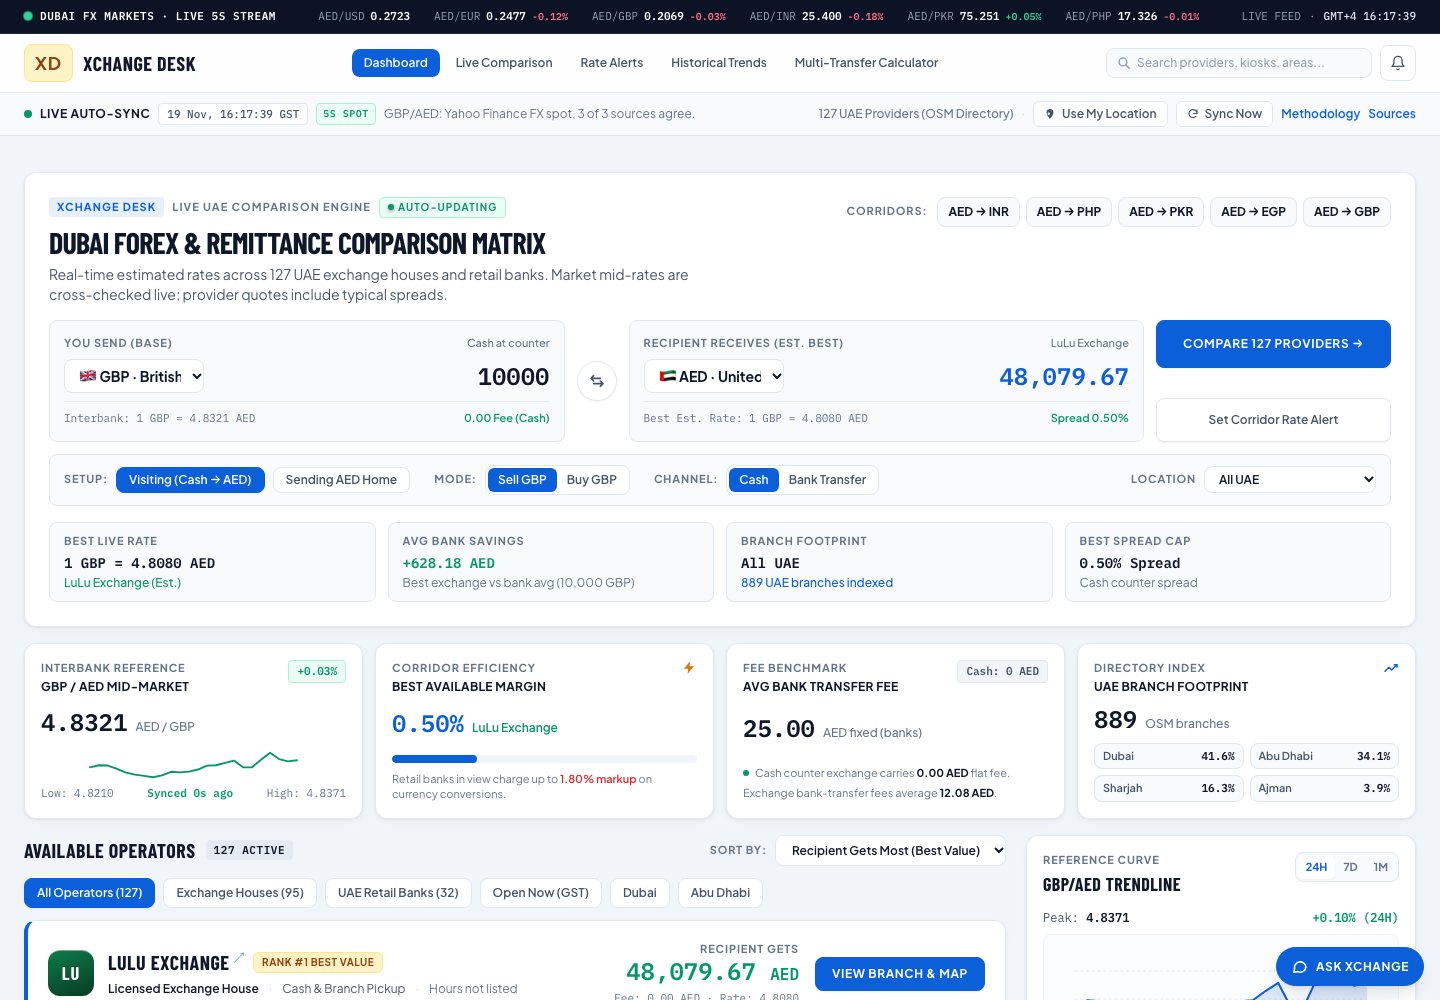 DUBAI FX MARKETS · LIVE 5S STREAM AED/USD 0.2723 AED/EUR 0.2477 -0.12% AED/GBP 0.2069 -0.03% AED/INR 25.400 -0.18% AED/PKR 75.251 +0.05% AED/PHP 17.326 -0.01% LIVE FEED · GMT+4 16:17:39
XD XCHANGE DESK Dashboard Live Comparison Rate Alerts Historical Trends Multi-Transfer Calculator Search providers, kiosks, areas...
LIVE AUTO-SYNC 19 Nov, 16:17:39 GST 5S SPOT GBP/AED: Yahoo Finance FX spot, 3 of 3 sources agree. 127 UAE Providers (OSM Directory) · Use My Location Sync Now Methodology Sources
XCHANGE DESK LIVE UAE COMPARISON ENGINE AUTO-UPDATING
CORRIDORS: AED → INR AED → PHP AED → PKR AED → EGP AED → GBP
DUBAI FOREX & REMITTANCE COMPARISON MATRIX
Real-time estimated rates across 127 UAE exchange houses and retail banks. Market mid-rates are
cross-checked live; provider quotes include typical spreads.
YOU SEND (BASE) Cash at counter
GBP · British 10000
Interbank: 1 GBP = 4.8321 AED 0.00 Fee (Cash)
RECIPIENT RECEIVES (EST. BEST) LuLu Exchange
AED · United 48,079.67
Best Est. Rate: 1 GBP = 4.8080 AED Spread 0.50%
COMPARE 127 PROVIDERS →
Set Corridor Rate Alert
SETUP: Visiting (Cash → AED) Sending AED Home MODE: Sell GBP Buy GBP CHANNEL: Cash Bank Transfer LOCATION All UAE
BEST LIVE RATE
1 GBP = 4.8080 AED
LuLu Exchange (Est.)
AVG BANK SAVINGS
+628.18 AED
Best exchange vs bank avg (10,000 GBP)
BRANCH FOOTPRINT
All UAE
889 UAE branches indexed
BEST SPREAD CAP
0.50% Spread
Cash counter spread
INTERBANK REFERENCE +0.03%
GBP / AED MID-MARKET
4.8321 AED / GBP
Low: 4.8210 Synced 0s ago High: 4.8371
CORRIDOR EFFICIENCY
BEST AVAILABLE MARGIN
0.50% LuLu Exchange
Retail banks in view charge up to 1.80% markup on
currency conversions.
FEE BENCHMARK Cash: 0 AED
AVG BANK TRANSFER FEE
25.00 AED fixed (banks)
Cash counter exchange carries 0.00 AED flat fee.
Exchange bank-transfer fees average 12.08 AED.
DIRECTORY INDEX
UAE BRANCH FOOTPRINT
889 OSM branches
Dubai 41.6% Abu Dhabi 34.1%
Sharjah 16.3% Ajman 3.9%
AVAILABLE OPERATORS 127 ACTIVE SORT BY: Recipient Gets Most (Best Value)
All Operators (127) Exchange Houses (95) UAE Retail Banks (32) Open Now (GST) Dubai Abu Dhabi
LU LULU EXCHANGE ↗ RANK #1 BEST VALUE
Licensed Exchange House · Cash & Branch Pickup · Hours not listed
RECIPIENT GETS
48,079.67 AED
Fee: 0.00 AED · Rate: 4.8080
VIEW BRANCH & MAP
REFERENCE CURVE 24H 7D 1M
GBP/AED TRENDLINE
Peak: 4.8371 +0.10% (24H)
ASK XCHANGE